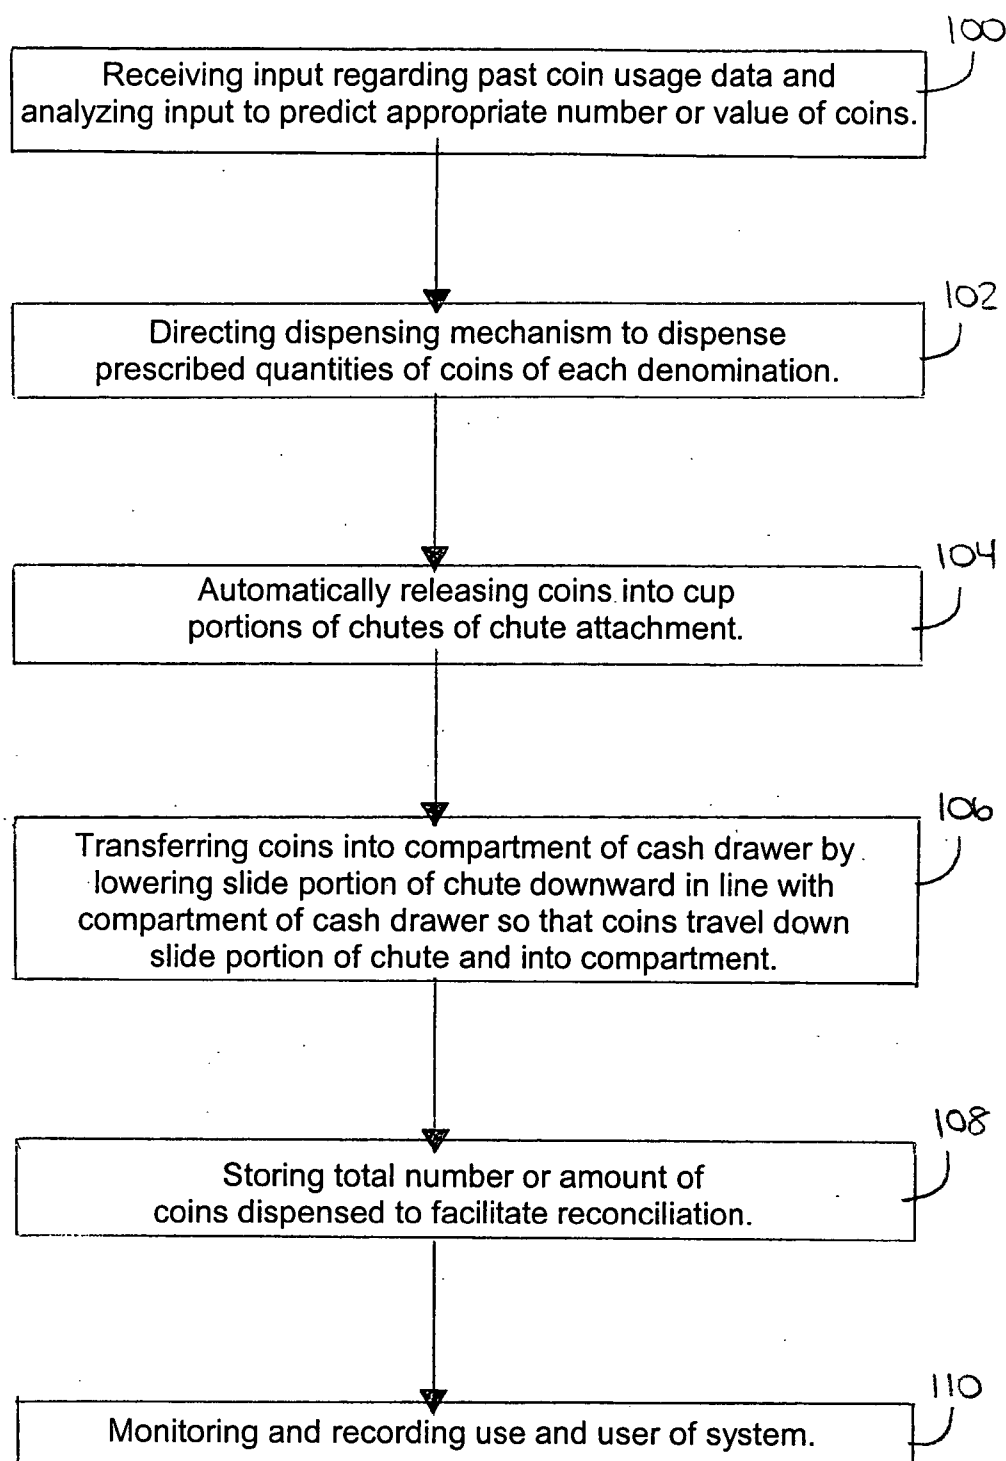 100
Receiving input regarding past coin usage data and
analyzing input to predict appropriate number or value of coins.
102
Directing dispensing mechanism to dispense
prescribed quantities of coins of each denomination.
104
Automatically releasing coins into cup
portions of chutes of chute attachment.
106
Transferring coins into compartment of cash drawer by
lowering slide portion of chute downward in line with
compartment of cash drawer so that coins travel down
slide portion of chute and into compartment.
108
Storing total number or amount of
coins dispensed to facilitate reconciliation.
110
Monitoring and recording use and user of system.